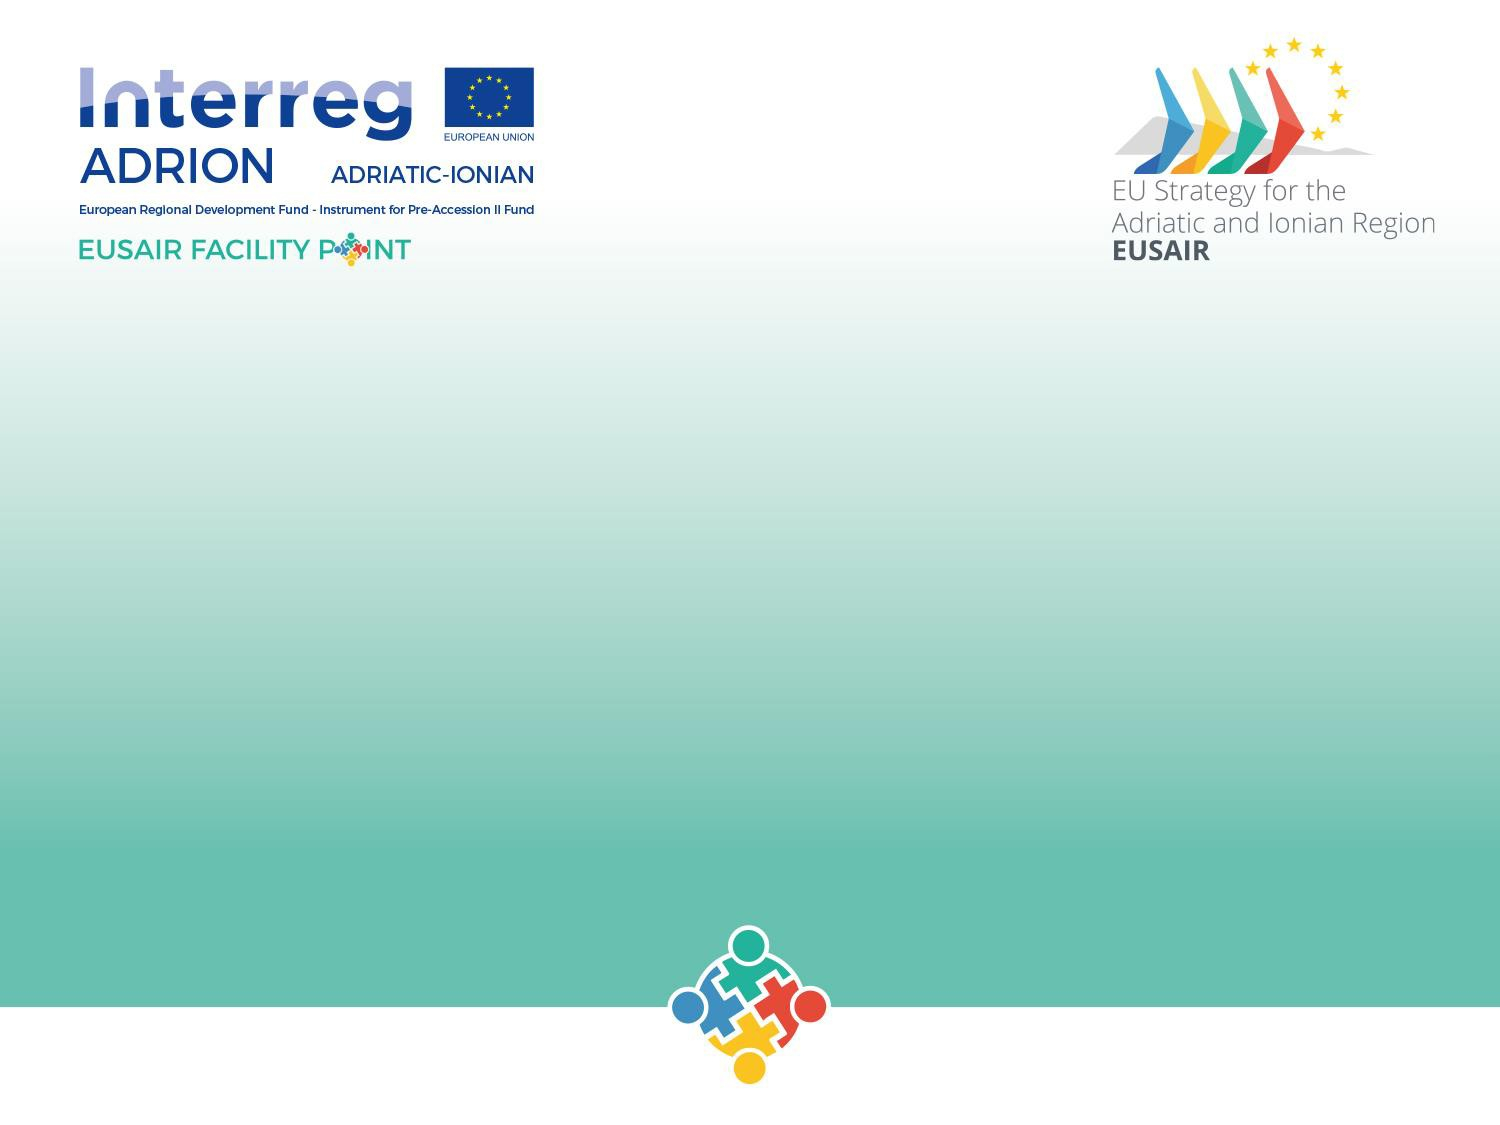 Interreg
EUROPEAN UNION
ADRION ADRIATIC-IONIAN
European Regional Development Fund - Instrument for Pre-Accession II Fund
EUSAIR FACILITY POINT
EU Strategy for the
Adriatic and Ionian Region
EUSAIR